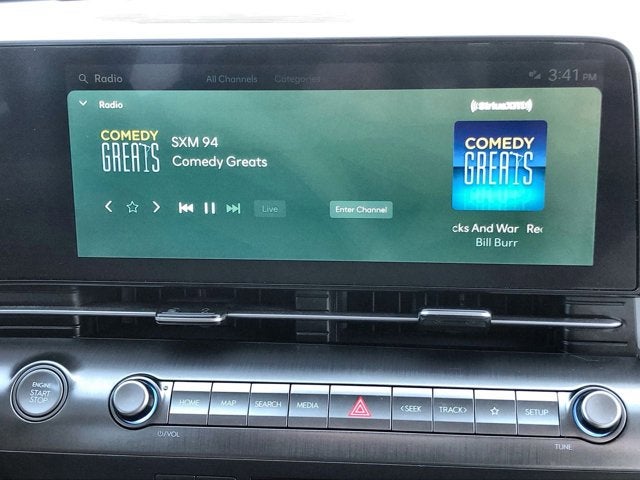 Radio All Channels Categories 3:41 PM
Radio ((SiriusXM))
COMEDY GREATS SXM 94 COMEDY
Comedy Greats GREATS
Live Enter Channel
cks And War Rec
Bill Burr
ENGINE START STOP
HOME MAP SEARCH MEDIA <SEEK TRACK> SETUP
/VOL TUNE